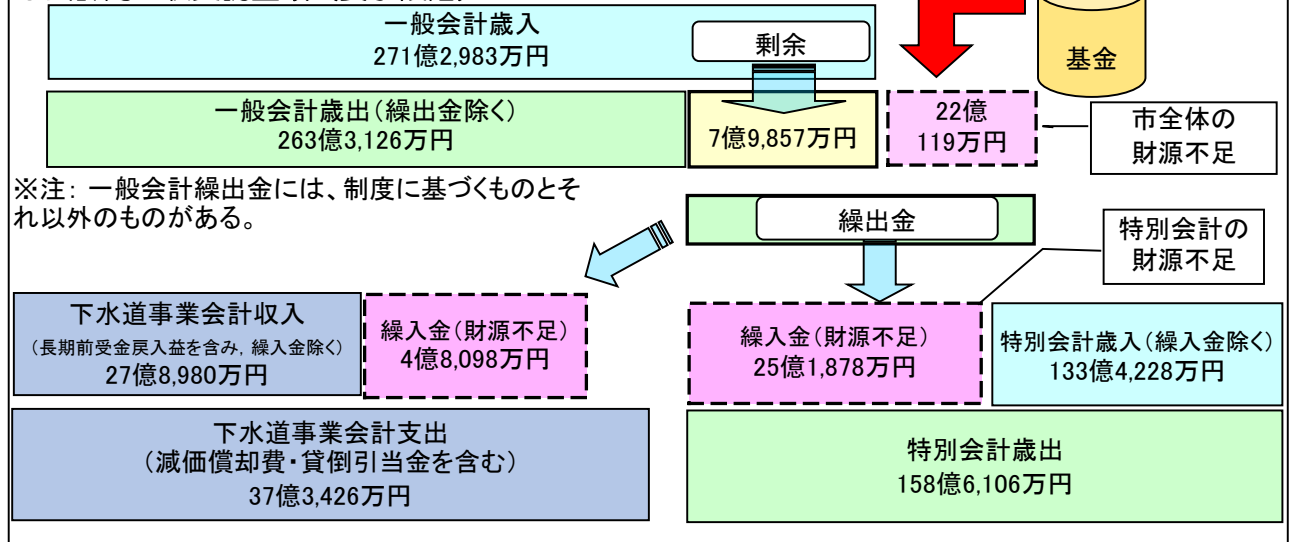 一般会計歳入
271億2,983万円
剰余
基金
一般会計歳出(繰出金除く)
263億3,126万円
7億9,857万円
22億
119万円
市全体の
財源不足
※注: 一般会計繰出金には、制度に基づくものとそ
れ以外のものがある。
繰出金
特別会計の
財源不足
下水道事業会計収入
(長期前受金戻入益を含み, 繰入金除く)
27億8,980万円
繰入金(財源不足)
4億8,098万円
繰入金(財源不足)
25億1,878万円
特別会計歳入(繰入金除く)
133億4,228万円
下水道事業会計支出
(減価償却費・貸倒引当金を含む)
37億3,426万円
特別会計歳出
158億6,106万円